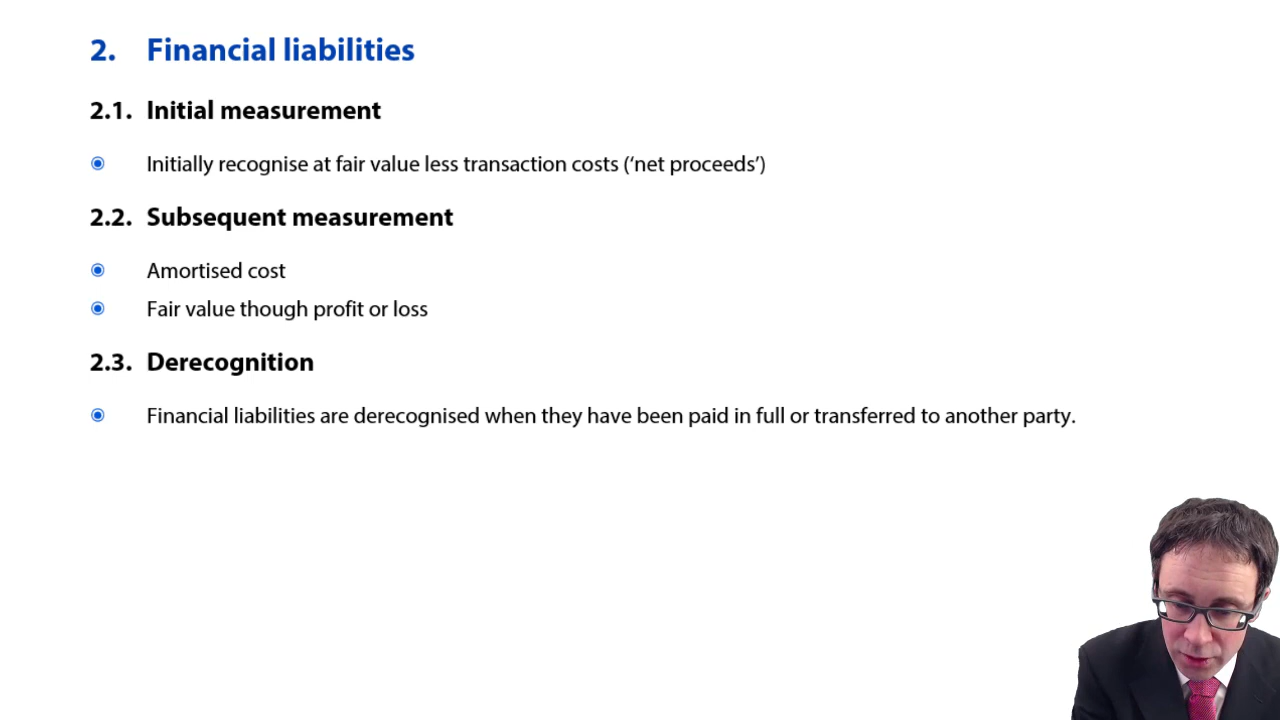 2. Financial liabilities
2.1. Initial measurement
Initially recognise at fair value less transaction costs (‘net proceeds’)
2.2. Subsequent measurement
Amortised cost
Fair value though profit or loss
2.3. Derecognition
Financial liabilities are derecognised when they have been paid in full or transferred to another party.